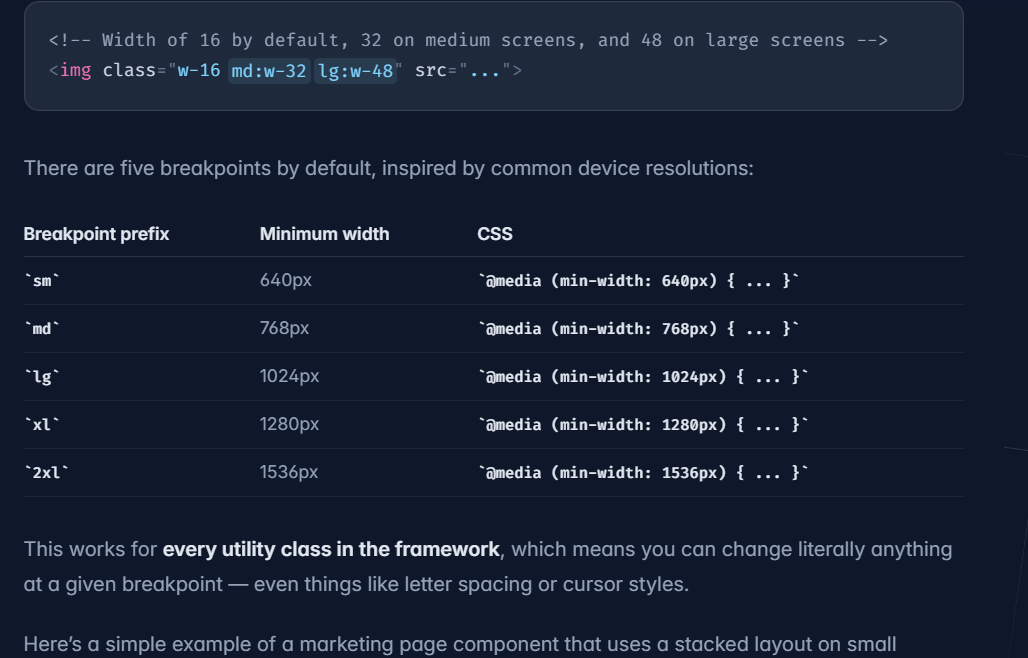 <!-- Width of 16 by default, 32 on medium screens, and 48 on large screens -->
<img class="w-16 md:w-32 lg:w-48" src="...">
There are five breakpoints by default, inspired by common device resolutions:
Breakpoint prefix Minimum width CSS
`sm` 640px `@media (min-width: 640px) { ... }`
`md` 768px `@media (min-width: 768px) { ... }`
`lg` 1024px `@media (min-width: 1024px) { ... }`
`xl` 1280px `@media (min-width: 1280px) { ... }`
`2xl` 1536px `@media (min-width: 1536px) { ... }`
This works for every utility class in the framework, which means you can change literally anything
at a given breakpoint — even things like letter spacing or cursor styles.
Here’s a simple example of a marketing page component that uses a stacked layout on small